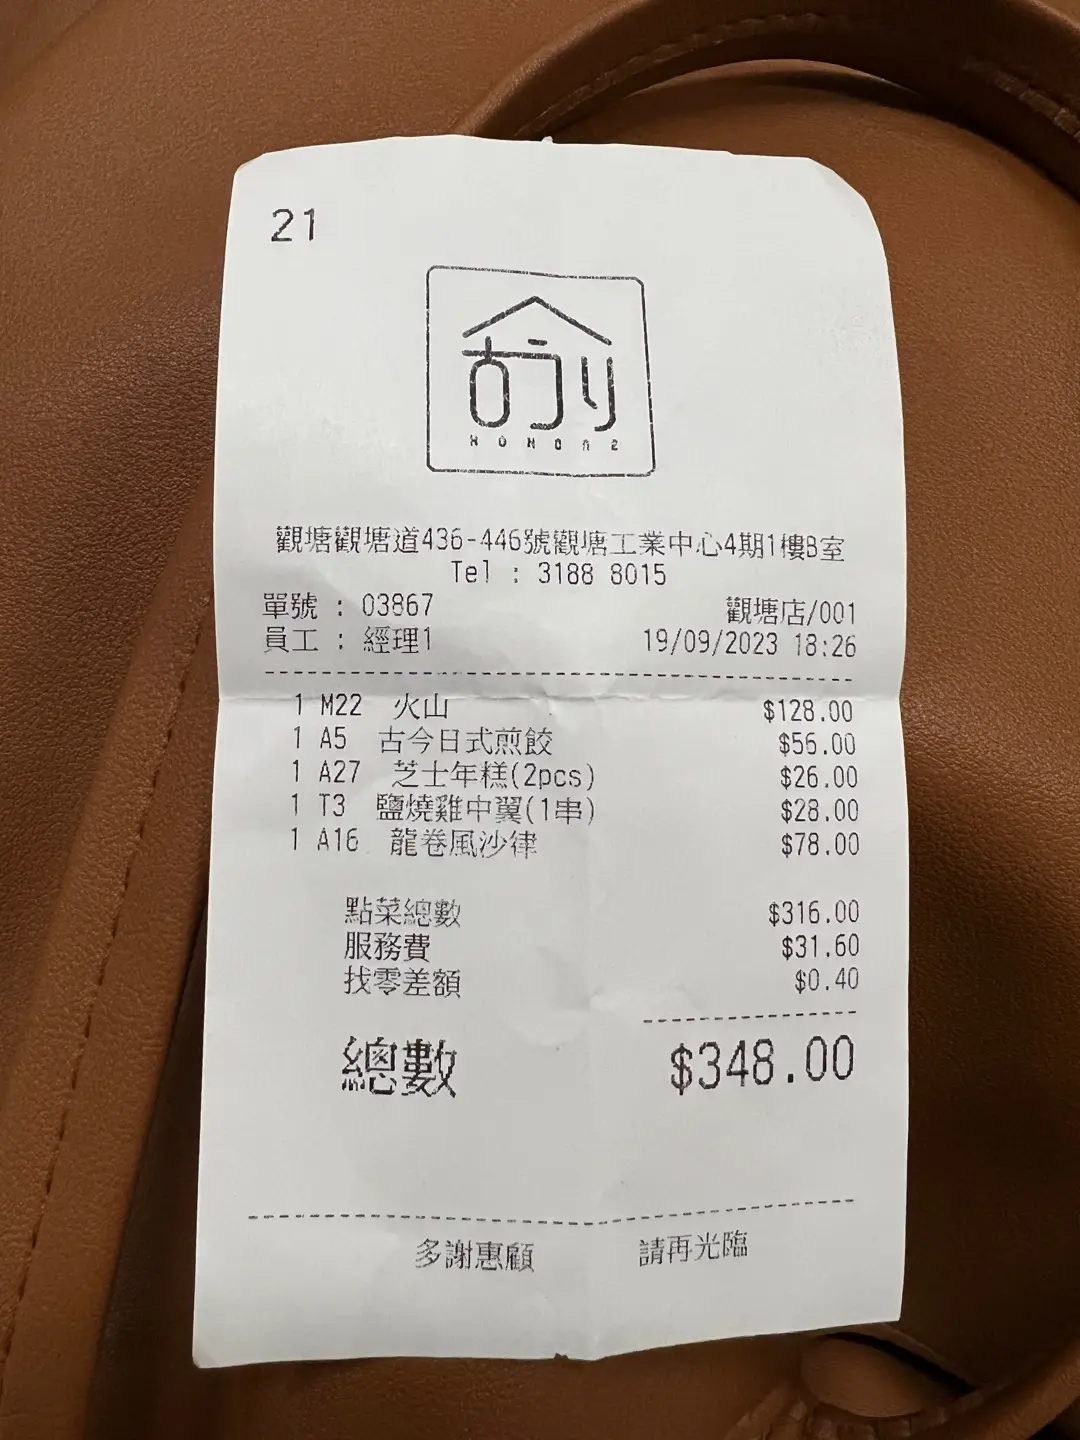 21
HONORE
觀塘觀塘道436-446號觀塘工業中心4期1樓B室
Tel : 3188 8015
單號 : 03867 觀塘店/001
員工 : 經理1 19/09/2023 18:26
1 M22 火山 $128.00
1 A5 古今日式煎餃 $56.00
1 A27 芝士年糕(2pcs) $26.00
1 T3 鹽燒雞中翼(1串) $28.00
1 A16 龍卷風沙律 $78.00
點菜總數 $316.00
服務費 $31.60
找零差額 $0.40
總數 $348.00
多謝惠顧 請再光臨